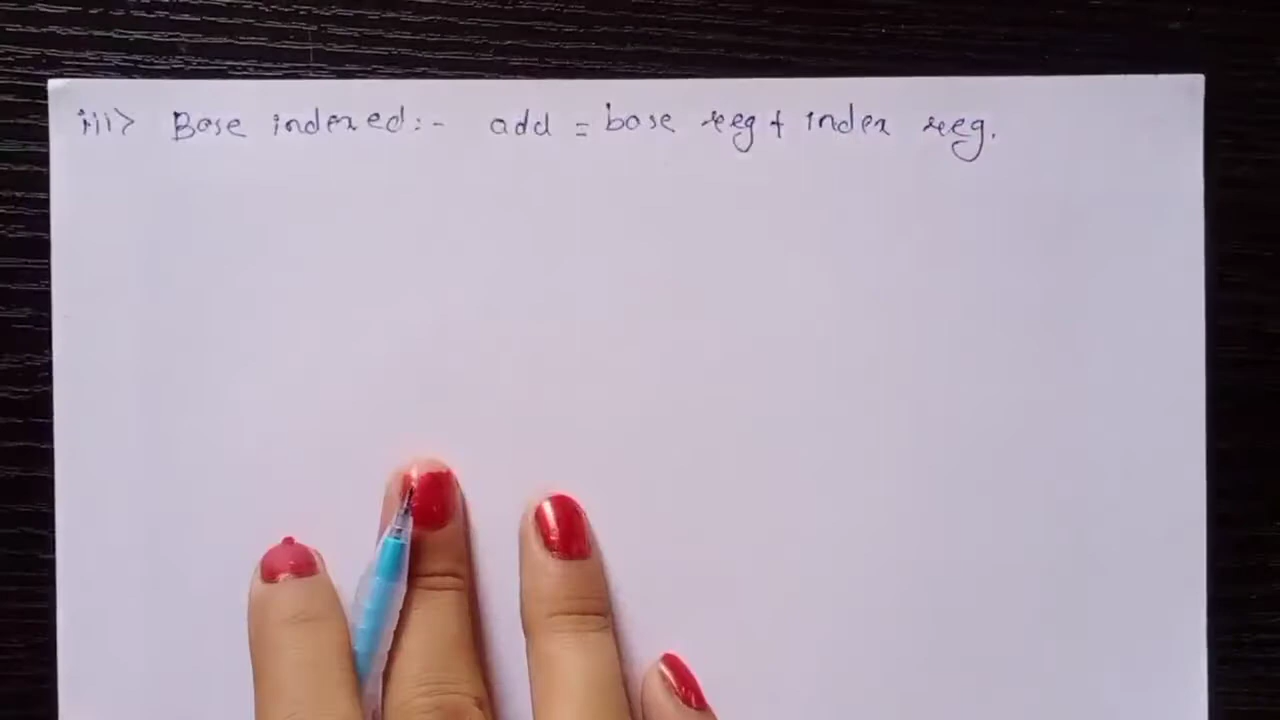 iii> Base indexed:- add = base reg + index reg.